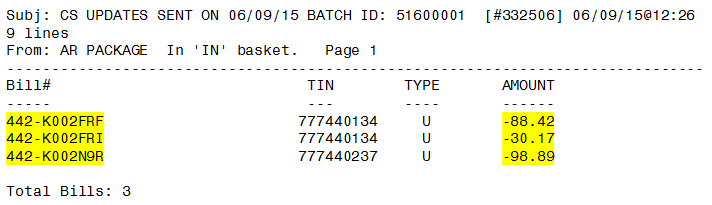 Subj: CS UPDATES SENT ON 06/09/15 BATCH ID: 51600001  [#332506] 06/09/15@12:26
9 lines
From: AR PACKAGE  In 'IN' basket.   Page 1
-------------------------------------------------------------------------------
Bill#                              TIN        TYPE       AMOUNT
-----                              ---        ----       ------
442-K002FRF                       777440134     U        -88.42
442-K002FRI                       777440134     U        -30.17
442-K002N9R                       777440237     U        -98.89
Total Bills: 3